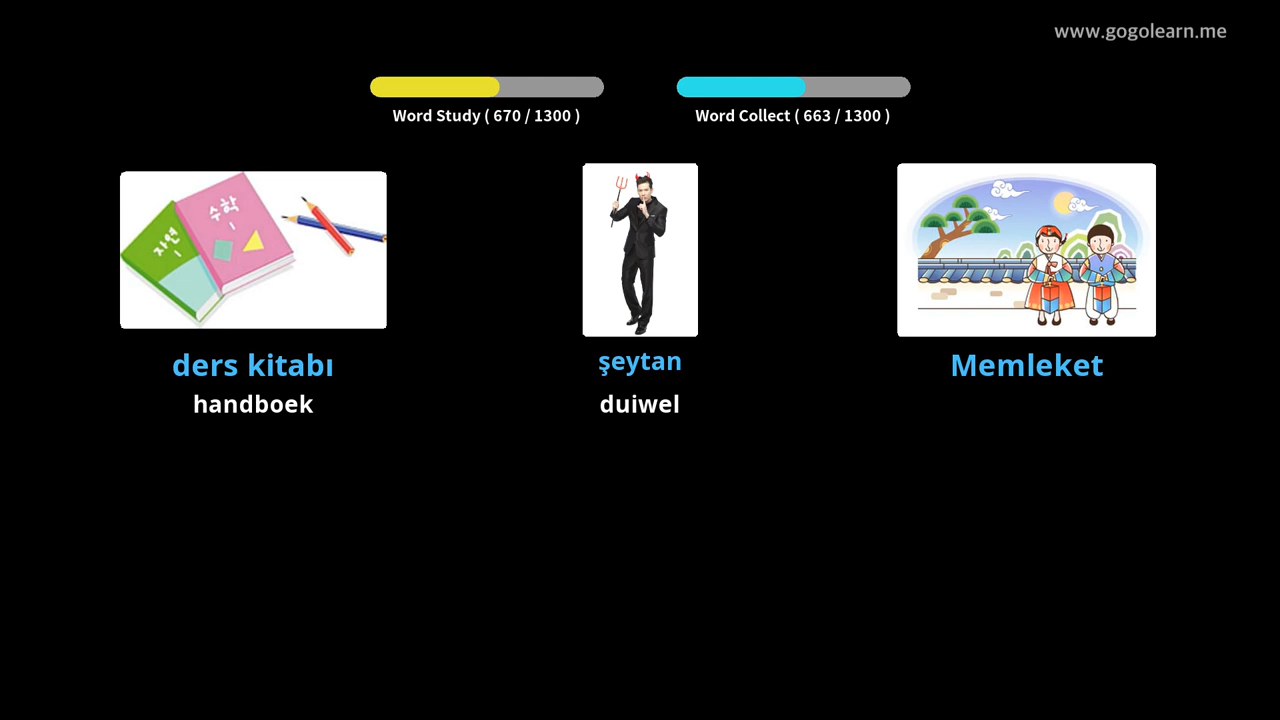 www.gogolearn.me
Word Study ( 670 / 1300 )
Word Collect ( 663 / 1300 )
자연
수학
ders kitabı
şeytan
Memleket
handboek
duiwel